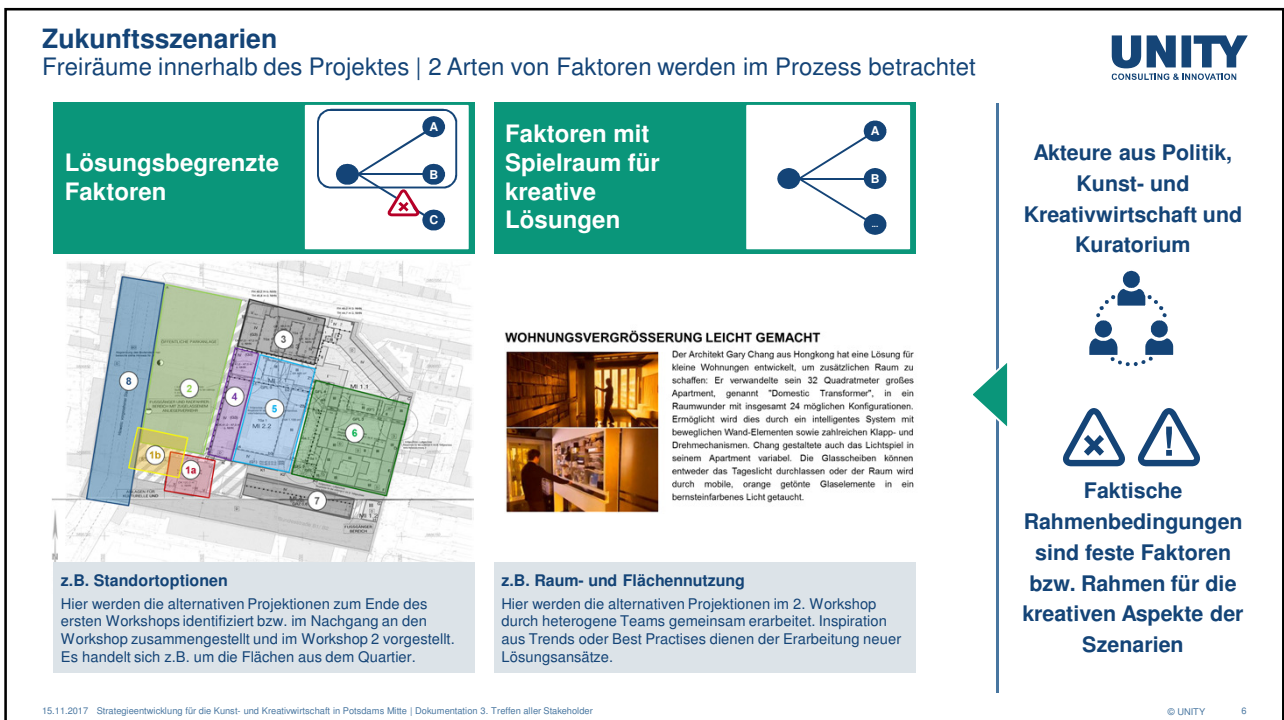 Zukunftsszenarien
Freiräume innerhalb des Projektes | 2 Arten von Faktoren werden im Prozess betrachtet
UNITY
CONSULTING & INNOVATION
Lösungsbegrenzte
Faktoren
A
B
C
Faktoren mit
Spielraum für
kreative
Lösungen
A
B
...
ÖFFENTLICHE PARKANLAGE
8
2
3
4
5
6
7
1b
1a
MI 1.1
MI 2.2
FUSSGÄNGER-
BEREICH
z.B. Standortoptionen
Hier werden die alternativen Projektionen zum Ende des
ersten Workshops identifiziert bzw. im Nachgang an den
Workshop zusammengestellt und im Workshop 2 vorgestellt.
Es handelt sich z.B. um die Flächen aus dem Quartier.
WOHNUNGSVERGRÖSSERUNG LEICHT GEMACHT
Der Architekt Gary Chang aus Hongkong hat eine Lösung für
kleine Wohnungen entwickelt, um zusätzlichen Raum zu
schaffen: Er verwandelte sein 32 Quadratmeter großes
Apartment, genannt "Domestic Transformer", in ein
Raumwunder mit insgesamt 24 möglichen Konfigurationen.
Ermöglicht wird dies durch ein intelligentes System mit
beweglichen Wand-Elementen sowie zahlreichen Klapp- und
Drehmechanismen. Chang gestaltete auch das Lichtspiel in
seinem Apartment variabel. Die Glasscheiben können
entweder das Tageslicht durchlassen oder der Raum wird
durch mobile, orange getönte Glaselemente in ein
bernsteinfarbenes Licht getaucht.
z.B. Raum- und Flächennutzung
Hier werden die alternativen Projektionen im 2. Workshop
durch heterogene Teams gemeinsam erarbeitet. Inspiration
aus Trends oder Best Practises dienen der Erarbeitung neuer
Lösungsansätze.
Akteure aus Politik,
Kunst- und
Kreativwirtschaft und
Kuratorium
Faktische
Rahmenbedingungen
sind feste Faktoren
bzw. Rahmen für die
kreativen Aspekte der
Szenarien
15.11.2017 Strategieentwicklung für die Kunst- und Kreativwirtschaft in Potsdams Mitte | Dokumentation 3. Treffen aller Stakeholder
© UNITY 6